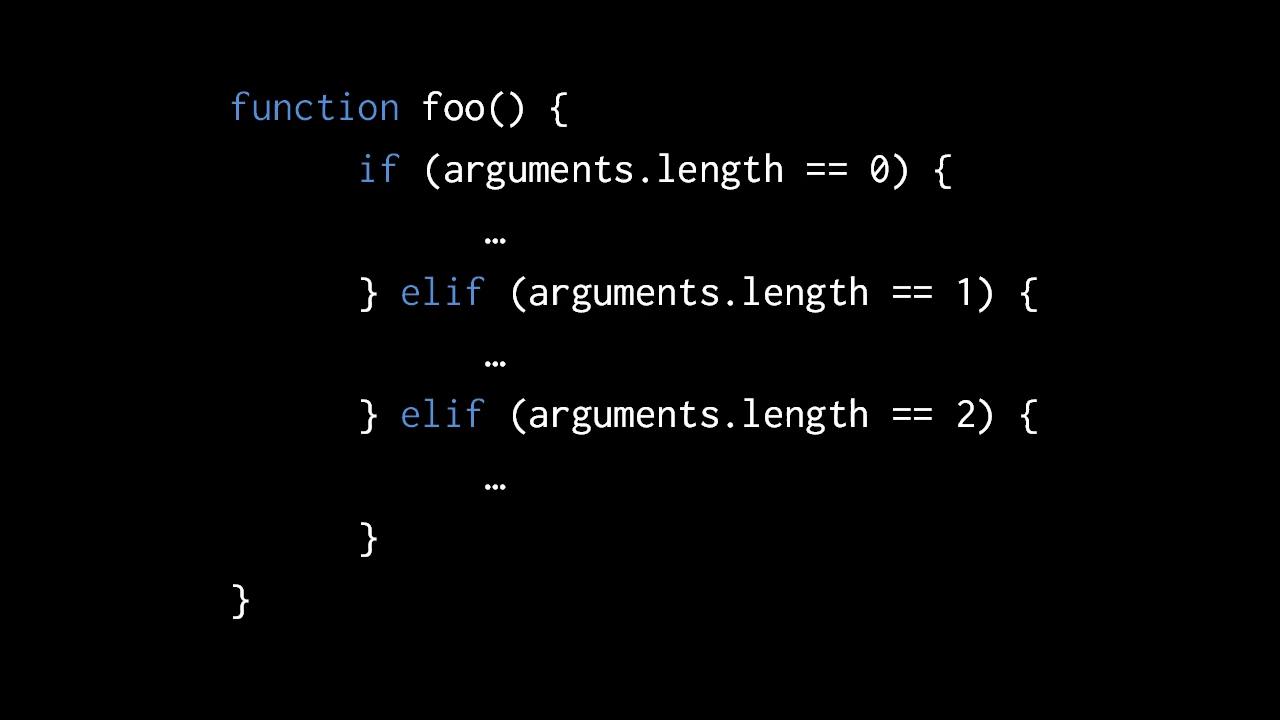 function foo() {
if (arguments.length == 0) {
…
} elif (arguments.length == 1) {
…
} elif (arguments.length == 2) {
…
}
}